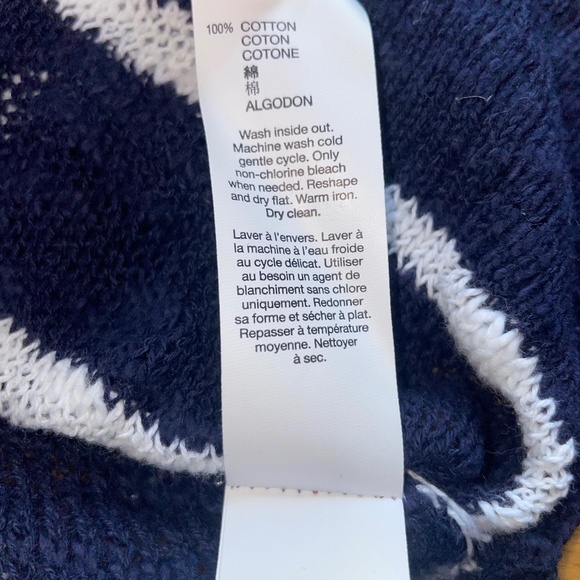 100% COTTON
COTON
COTONE
綿
棉
ALGODON
Wash inside out.
Machine wash cold
gentle cycle. Only
non-chlorine bleach
when needed. Reshape
and dry flat. Warm iron.
Dry clean.
Laver à l'envers. Laver à
la machine à l'eau froide
au cycle délicat. Utiliser
au besoin un agent de
blanchiment sans chlore
uniquement. Redonner
sa forme et sécher à plat.
Repasser à température
moyenne. Nettoyer
à sec.